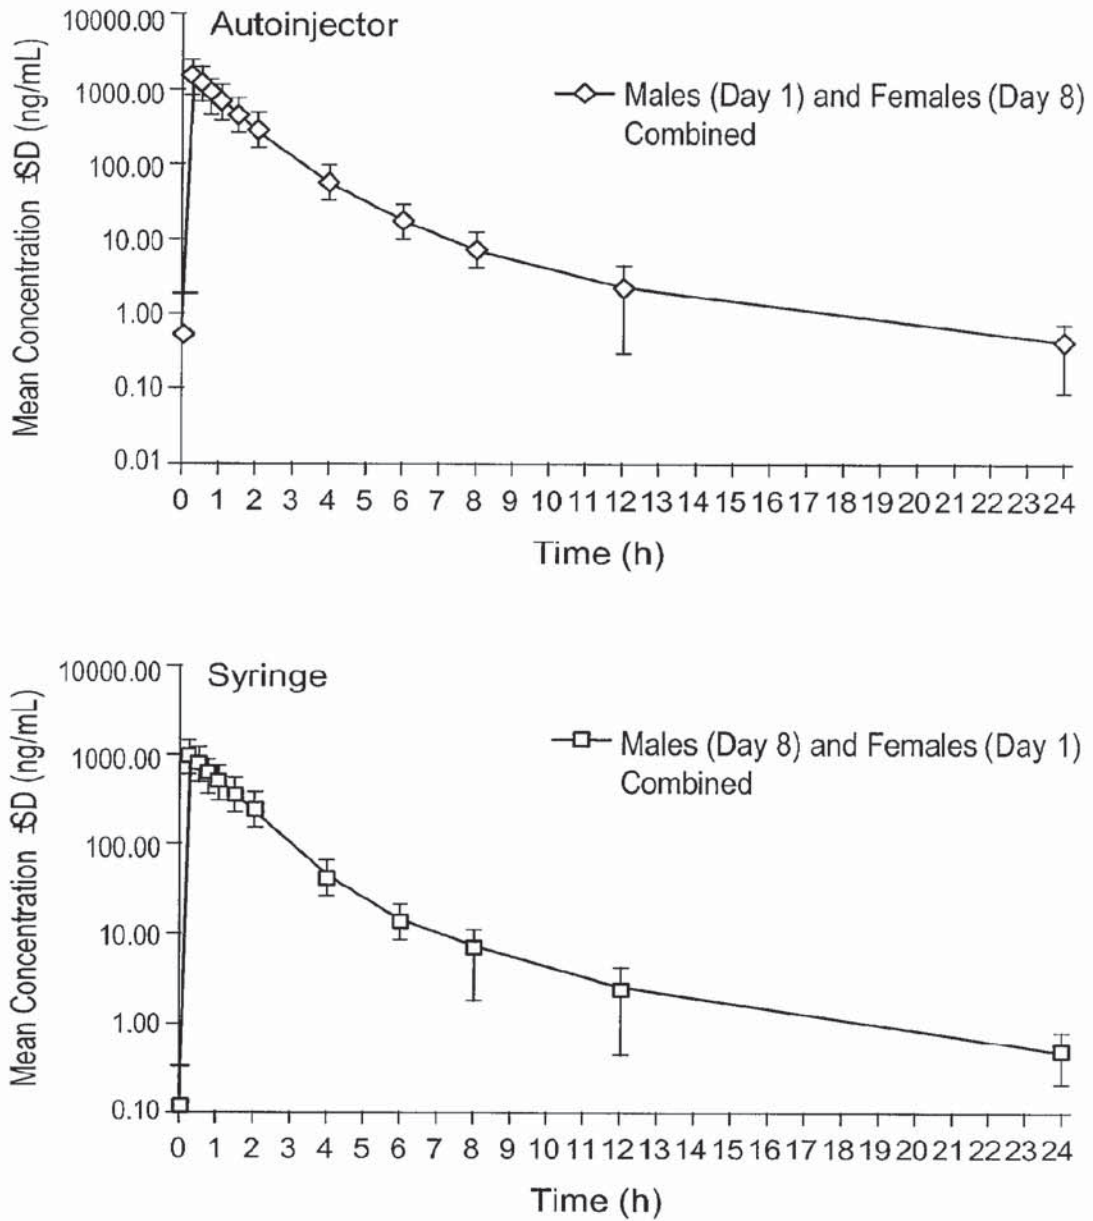 Autoinjector
Males (Day 1) and Females (Day 8)
Combined
Mean Concentration ±SD (ng/mL)
10000.00
1000.00
100.00
10.00
1.00
0.10
0.01
0 1 2 3 4 5 6 7 8 9 10 11 12 13 14 15 16 17 18 19 20 21 22 23 24
Time (h)
Syringe
Males (Day 8) and Females (Day 1)
Combined
Mean Concentration ±SD (ng/mL)
10000.00
1000.00
100.00
10.00
1.00
0.10
0 1 2 3 4 5 6 7 8 9 10 11 12 13 14 15 16 17 18 19 20 21 22 23 24
Time (h)